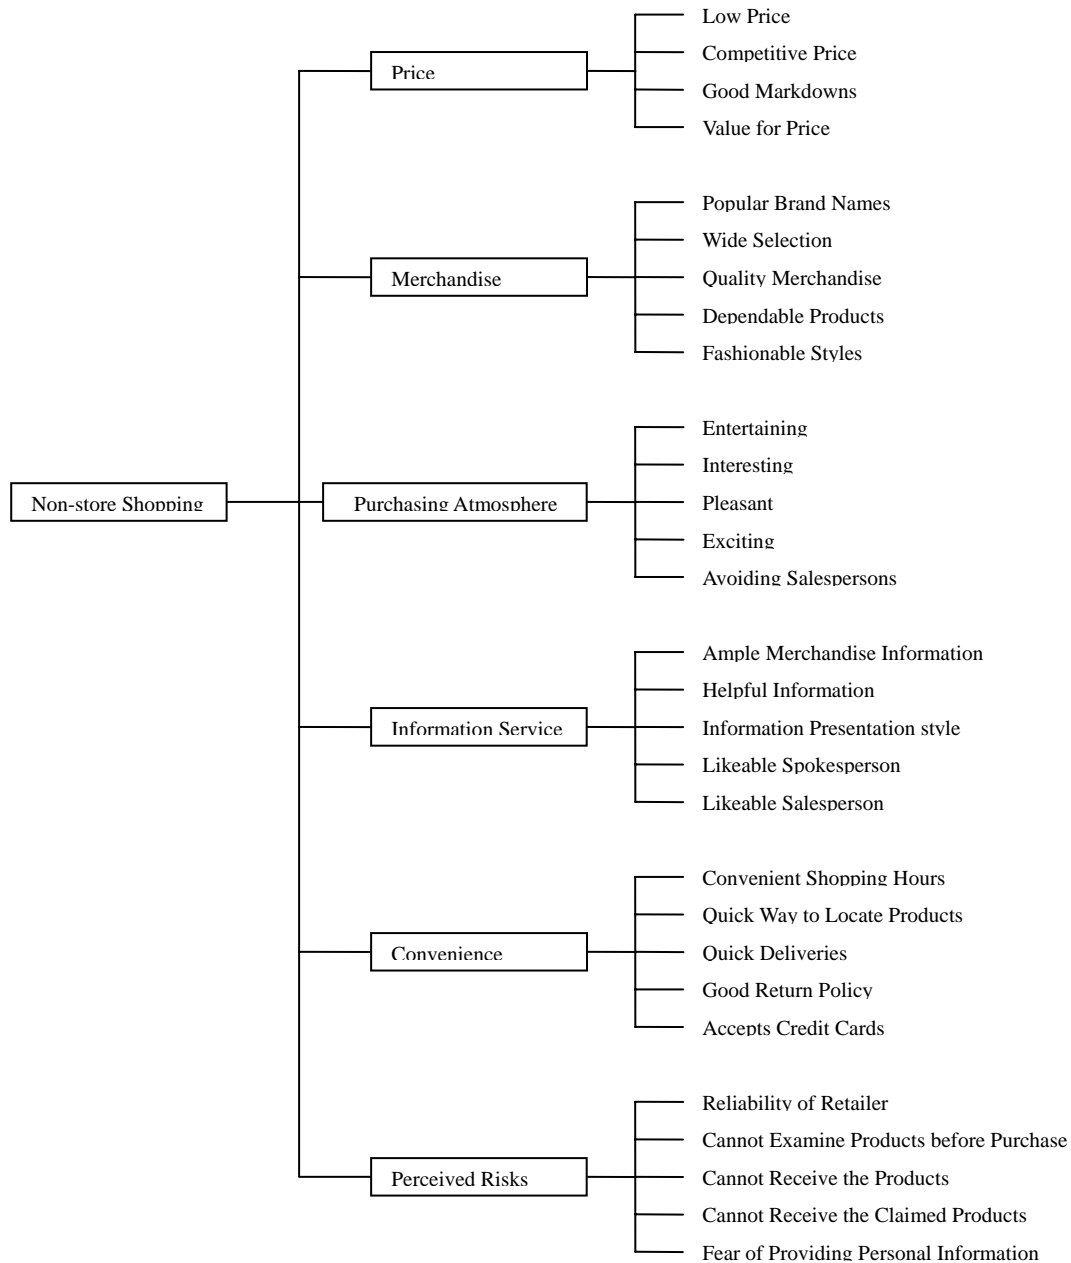 Low Price
Competitive Price
Price
Good Markdowns
Value for Price
Popular Brand Names
Wide Selection
Merchandise
Quality Merchandise
Dependable Products
Fashionable Styles
Entertaining
Interesting
Non-store Shopping
Purchasing Atmosphere
Pleasant
Exciting
Avoiding Salespersons
Ample Merchandise Information
Helpful Information
Information Service
Information Presentation style
Likeable Spokesperson
Likeable Salesperson
Convenient Shopping Hours
Quick Way to Locate Products
Convenience
Quick Deliveries
Good Return Policy
Accepts Credit Cards
Reliability of Retailer
Cannot Examine Products before Purchase
Perceived Risks
Cannot Receive the Products
Cannot Receive the Claimed Products
Fear of Providing Personal Information